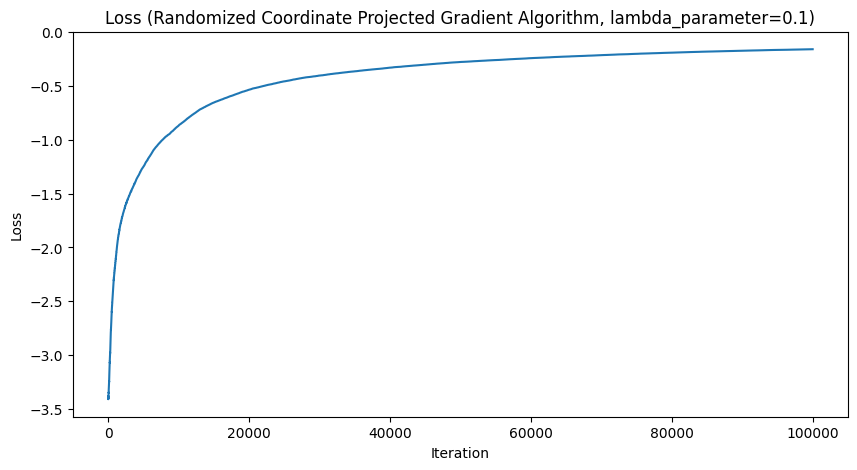 Loss (Randomized Coordinate Projected Gradient Algorithm, lambda_parameter=0.1)
0.0
−0.5
−1.0
−1.5
−2.0
−2.5
−3.0
−3.5
Loss
0 20000 40000 60000 80000 100000
Iteration